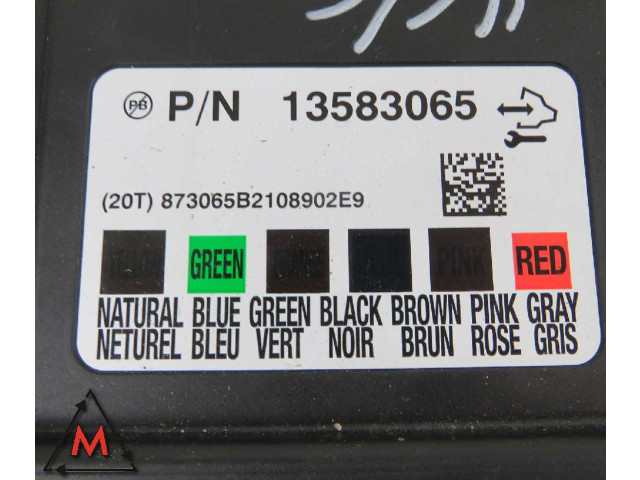 PB P/N 13583065
(20T) 873065B2108902E9
GREEN PINK RED
NATURAL BLUE GREEN BLACK BROWN PINK GRAY
NETUREL BLEU VERT NOIR BRUN ROSE GRIS
M